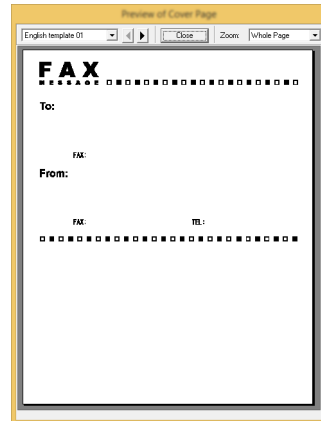 Preview of Cover Page
English template 01 Close Zoom: Whole Page
FAX
MESSAGE
To:
FAX:
From:
FAX: TEL: